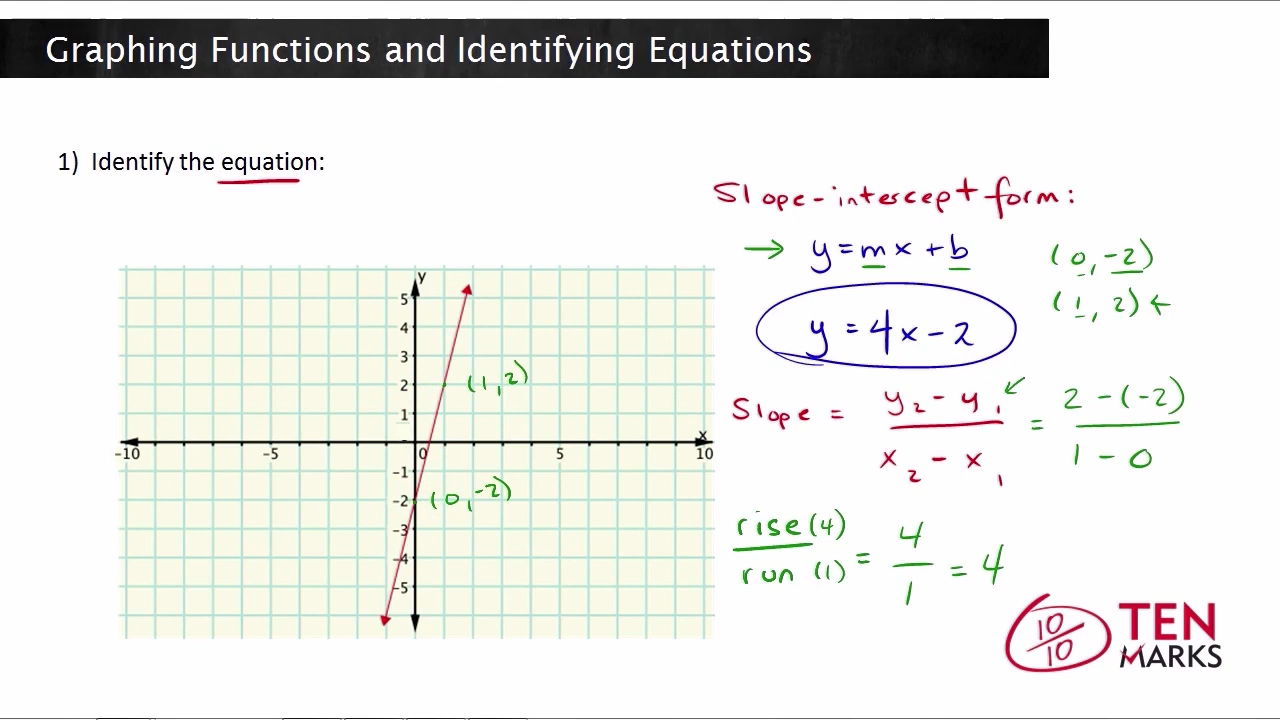 Graphing Functions and Identifying Equations
1) Identify the equation:
Slope-intercept form:
→ y = mx + b
(0, -2)
(1, 2) ←
y = 4x - 2
Slope = y₂ - y₁ / x₂ - x₁ = 2 - (-2) / 1 - 0
rise (4) / run (1) = 4 / 1 = 4
y
5
4
3
2
(1, 2)
1
x
-10
-5
0
5
10
-1
-2
(0, -2)
-3
-4
-5
10/10
TEN
MARKS